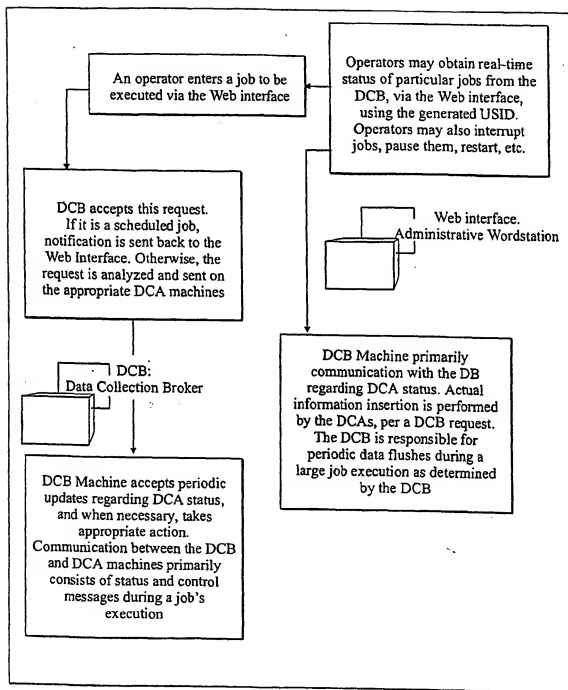 An operator enters a job to be
executed via the Web interface
Operators may obtain real-time
status of particular jobs from the
DCB, via the Web interface,
using the generated USID.
Operators may also interrupt
jobs, pause them, restart, etc.
DCB accepts this request.
If it is a scheduled job,
notification is sent back to the
Web Interface. Otherwise, the
request is analyzed and sent on
the appropriate DCA machines
Web interface.
Administrative Wordstation
DCB:
Data Collection Broker
DCB Machine primarily
communication with the DB
regarding DCA status. Actual
information insertion is performed
by the DCAs, per a DCB request.
The DCB is responsible for
periodic data flushes during
a large job execution as determined
by the DCB
DCB Machine accepts periodic
updates regarding DCA status,
and when necessary, takes
appropriate action.
Communication between the DCB
and DCA machines primarily
consists of status and control
messages during a job's
execution